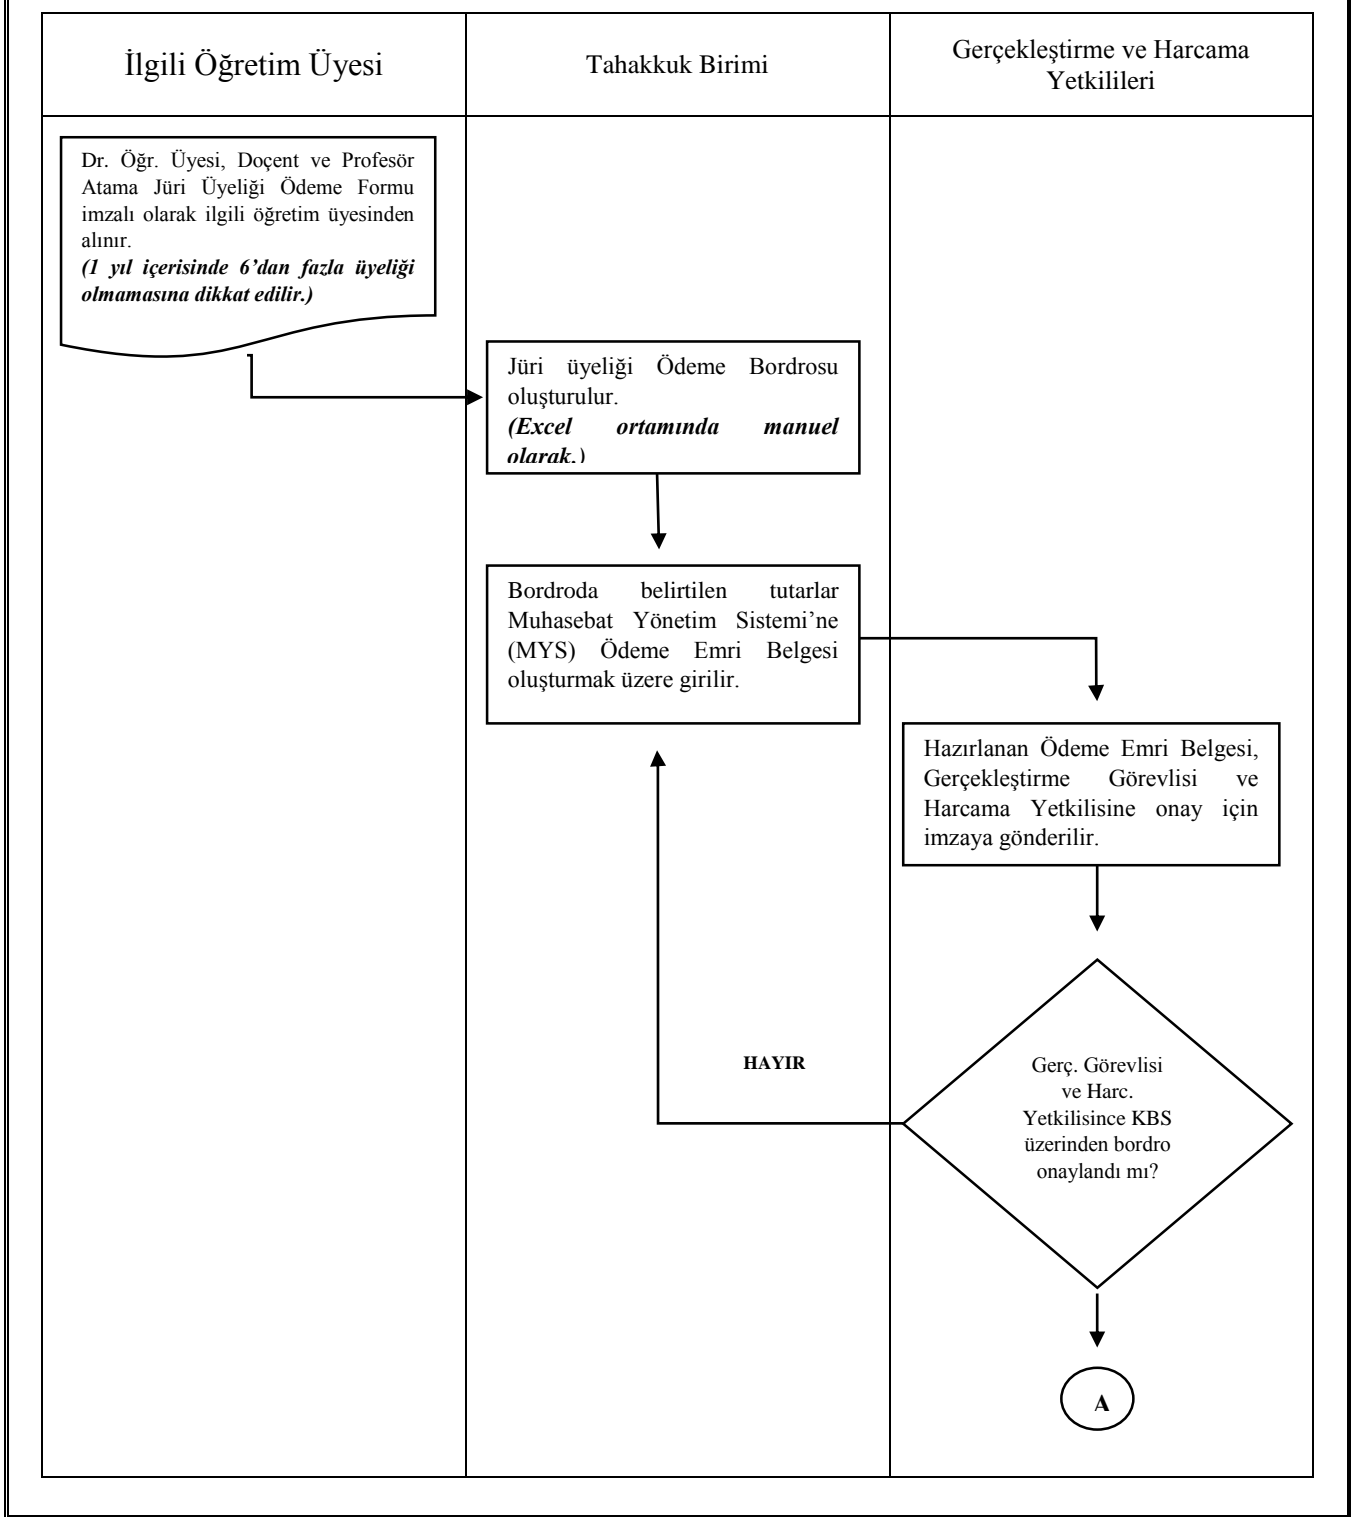 İlgili Öğretim Üyesi
Tahakkuk Birimi
Gerçekleştirme ve Harcama
Yetkilileri
Dr. Öğr. Üyesi, Doçent ve Profesör
Atama Jüri Üyeliği Ödeme Formu
imzalı olarak ilgili öğretim üyesinden
alınır.
(1 yıl içerisinde 6’dan fazla üyeliği
olmamasına dikkat edilir.)
Jüri üyeliği Ödeme Bordrosu
oluşturulur.
(Excel ortamında manuel
olarak.)
Bordroda belirtilen tutarlar
Muhasebat Yönetim Sistemi’ne
(MYS) Ödeme Emri Belgesi
oluşturmak üzere girilir.
Hazırlanan Ödeme Emri Belgesi,
Gerçekleştirme Görevlisi ve
Harcama Yetkilisine onay için
imzaya gönderilir.
HAYIR
Gerç. Görevlisi
ve Harc.
Yetkilisince KBS
üzerinden bordro
onaylandı mı?
A